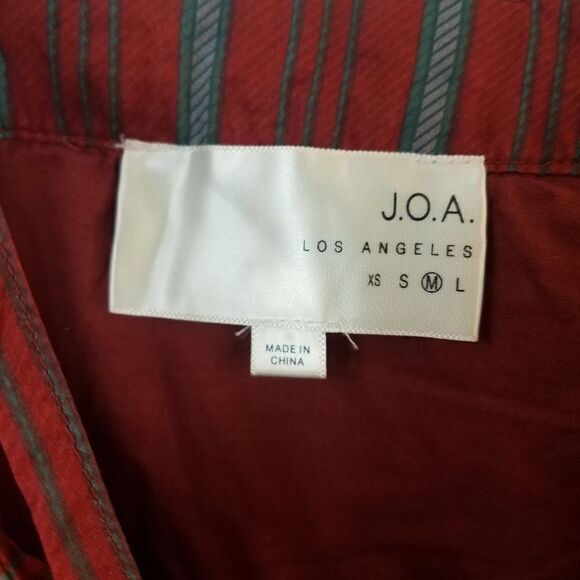 J.O.A.
LOS ANGELES
XS S M L
MADE IN
CHINA